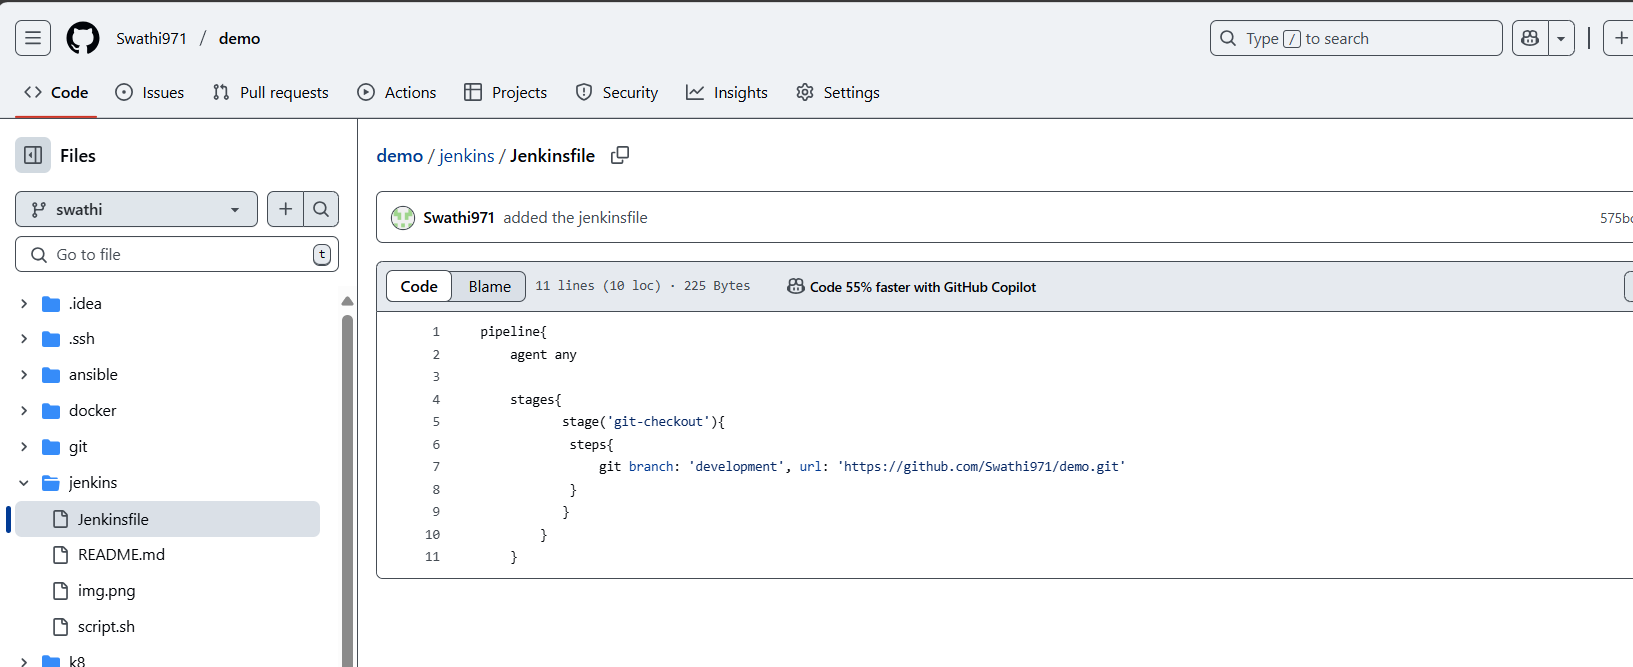 Swathi971 / demo
Type / to search
Code
Issues
Pull requests
Actions
Projects
Security
Insights
Settings
Files
swathi
Go to file
t
.idea
.ssh
ansible
docker
git
jenkins
Jenkinsfile
README.md
img.png
script.sh
k8
demo / jenkins / Jenkinsfile
Swathi971 added the jenkinsfile
Code
Blame
11 lines (10 loc) · 225 Bytes
Code 55% faster with GitHub Copilot
1 pipeline{
2 agent any
3
4 stages{
5 stage('git-checkout'){
6 steps{
7 git branch: 'development', url: 'https://github.com/Swathi971/demo.git'
8 }
9 }
10 }
11 }